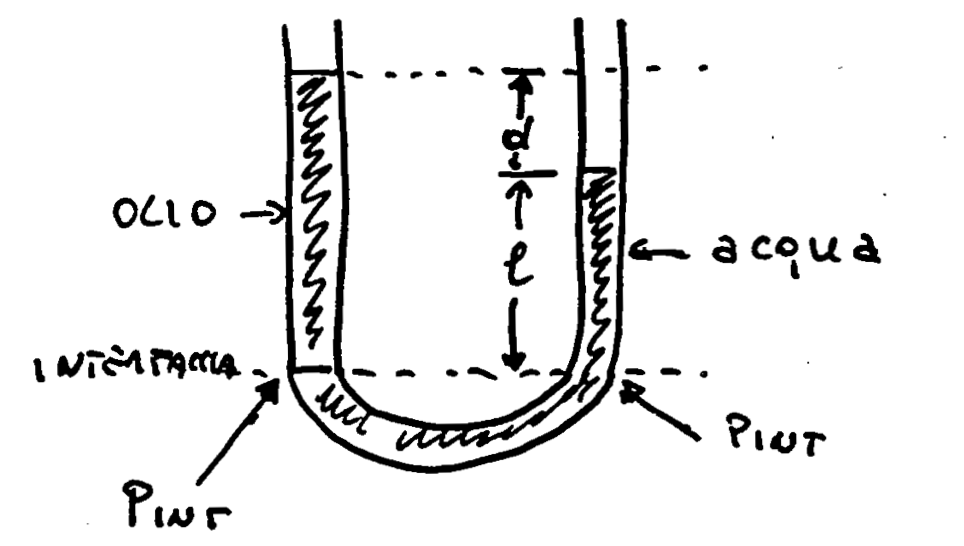 d
OLIO
l
acqua
INTERFACCIA
PINT
PINT